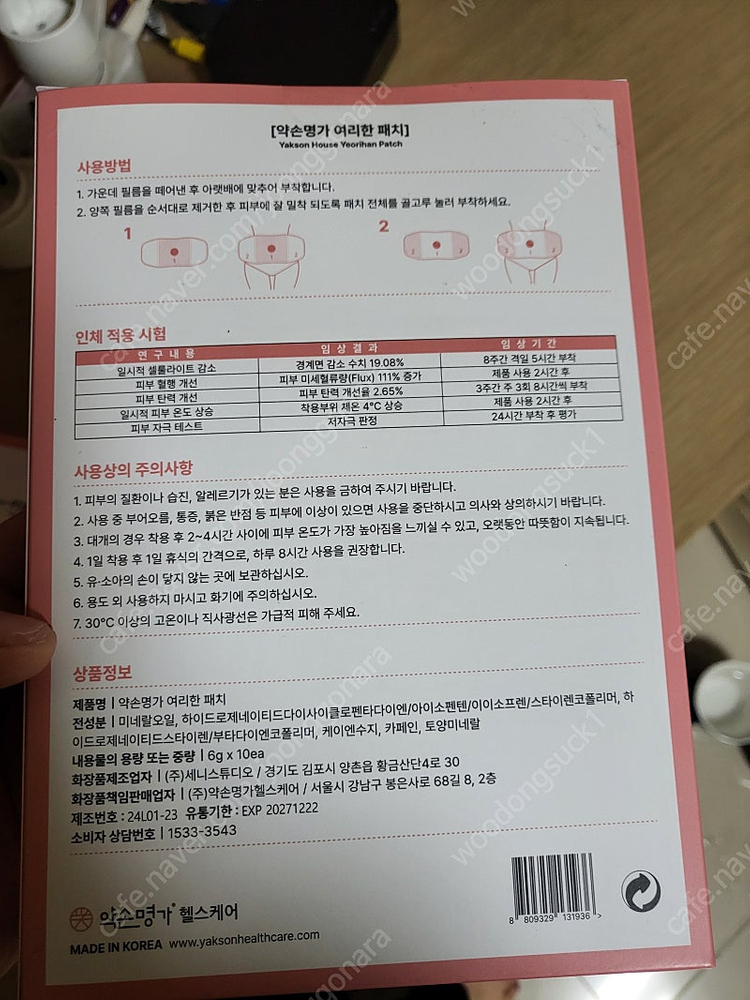 [약손명가 여리한 패치]
Yakson House Yeorihan Patch
사용방법
1. 가운데 필름을 떼어낸 후 아랫배에 맞추어 부착합니다.
2. 양쪽 필름을 순서대로 제거한 후 피부에 잘 밀착 되도록 패치 전체를 골고루 눌러 부착하세요.
1
2
인체 적용 시험
연구내용 임상결과 임상기간
일시적 셀룰라이트 감소 경계면 감소 수치 19.08% 8주간 격일 5시간 부착
피부 혈행 개선 피부 미세혈류량(Flux) 111% 증가 제품 사용 2시간 후
피부 탄력 개선 피부 탄력 개선율 2.65% 3주간 주 3회 8시간씩 부착
일시적 피부 온도 상승 착용부위 체온 4°C 상승 제품 사용 2시간 후
피부 자극 테스트 저자극 판정 24시간 부착 후 평가
사용상의 주의사항
1. 피부의 질환이나 습진, 알레르기가 있는 분은 사용을 금하여 주시기 바랍니다.
2. 사용 중 부어오름, 통증, 붉은 반점 등 피부에 이상이 있으면 사용을 중단하시고 의사와 상의하시기 바랍니다.
3. 대개의 경우 착용 후 2~4시간 사이에 피부 온도가 가장 높아짐을 느끼실 수 있고, 오랫동안 따뜻함이 지속됩니다.
4. 1일 착용 후 1일 휴식의 간격으로, 하루 8시간 사용을 권장합니다.
5. 유·소아의 손이 닿지 않는 곳에 보관하십시오.
6. 용도 외 사용하지 마시고 화기에 주의하십시오.
7. 30°C 이상의 고온이나 직사광선은 가급적 피해 주세요.
상품정보
제품명 | 약손명가 여리한 패치
전성분 | 미네랄오일, 하이드로제네이티드다이사이클로펜타다이엔/아이소펜텐/이이소프렌/스타이렌코폴리머, 하
이드로제네이티드스타이렌/부타다이엔코폴리머, 케이엔수지, 카페인, 토양미네랄
내용물의 용량 또는 중량 | 6g x 10ea
화장품제조업자 | (주)세니스튜디오 / 경기도 김포시 양촌읍 황금산단4로 30
화장품책임판매업자 | (주)약손명가헬스케어 / 서울시 강남구 봉은사로 68길 8, 2층
제조번호 : 24L01-23 유통기한 : EXP 20271222
소비자 상담번호 | 1533-3543
약손명가 헬스케어
MADE IN KOREA www.yaksonhealthcare.com
8 809329 131936 >
cafe.naver.com/joonggonara
woodongsuck1